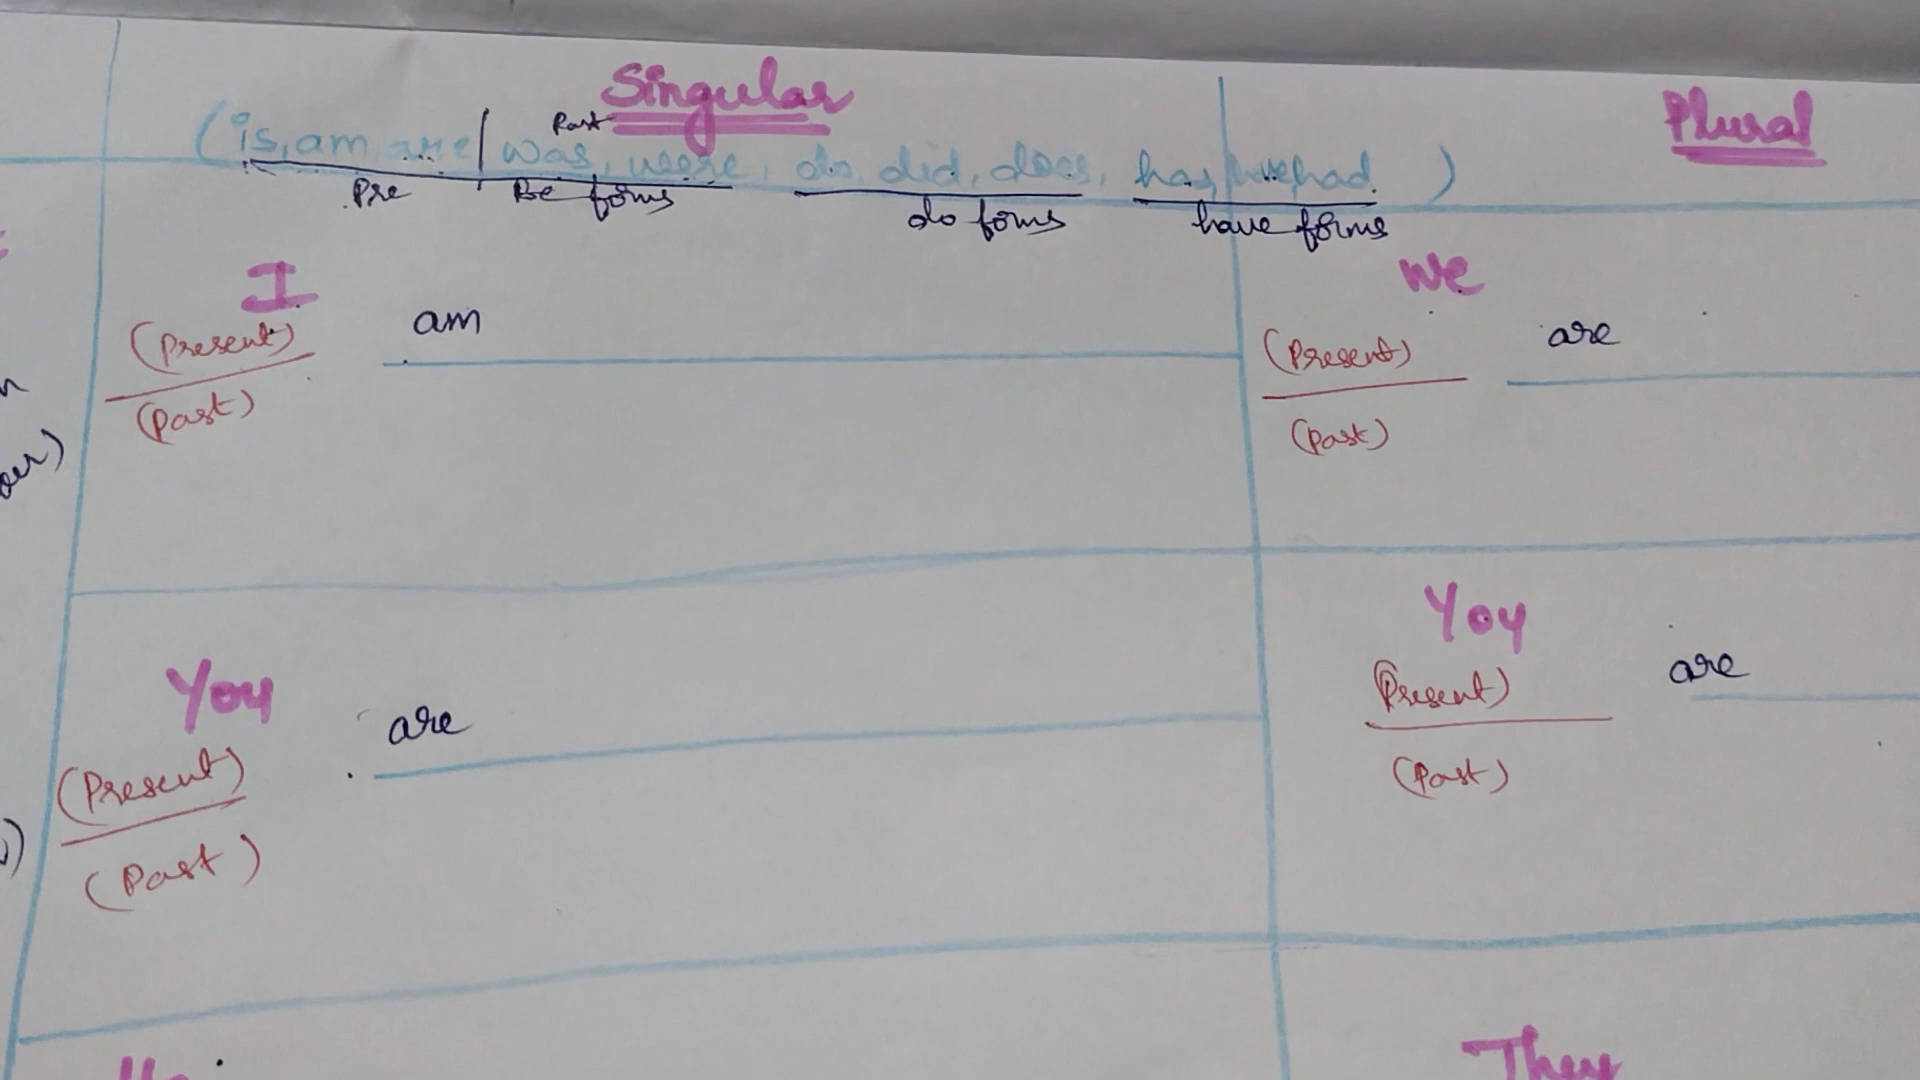 Singular
Plural
Past
(is, am are / was, were, do, did, does, has, have had )
Pre
Be forms
do forms
have forms
I
am
(Present)
(Past)
We
are
(Present)
(Past)
You
are
(Present)
(Past)
You
are
(Present)
(Past)
They